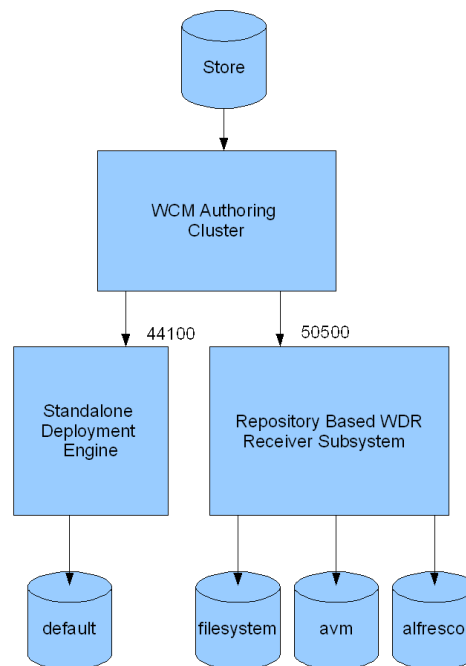 Store
WCM Authoring
Cluster
44100
50500
Standalone
Deployment
Engine
Repository Based WDR
Receiver Subsystem
default
filesystem
avm
alfresco